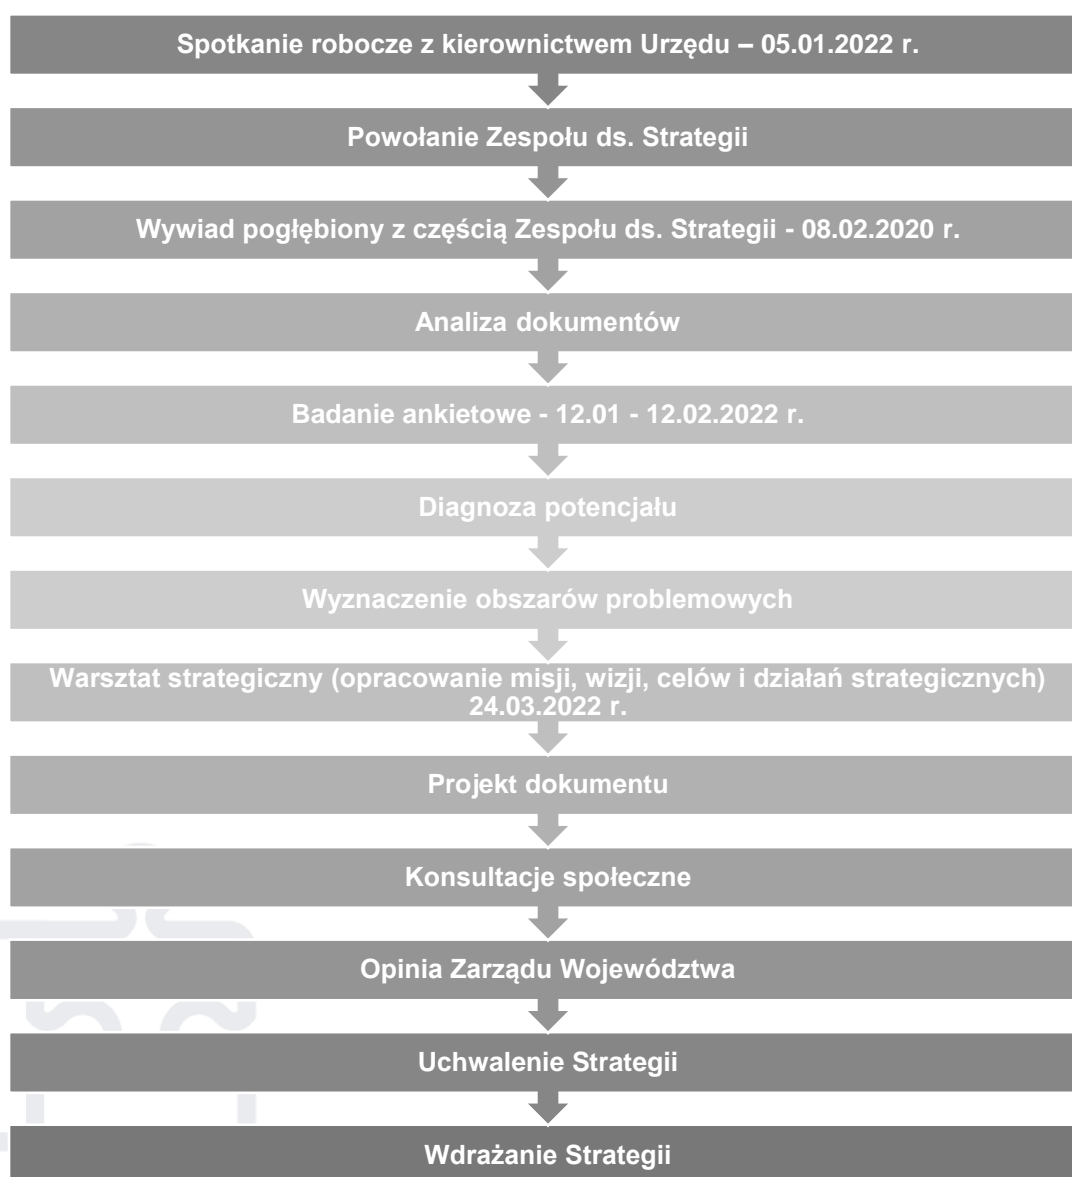 Spotkanie robocze z kierownictwem Urzędu – 05.01.2022 r.
Powołanie Zespołu ds. Strategii
Wywiad pogłębiony z częścią Zespołu ds. Strategii - 08.02.2020 r.
Analiza dokumentów
Badanie ankietowe - 12.01 - 12.02.2022 r.
Diagnoza potencjału
Wyznaczenie obszarów problemowych
Warsztat strategiczny (opracowanie misji, wizji, celów i działań strategicznych)
24.03.2022 r.
Projekt dokumentu
Konsultacje społeczne
Opinia Zarządu Województwa
Uchwalenie Strategii
Wdrażanie Strategii